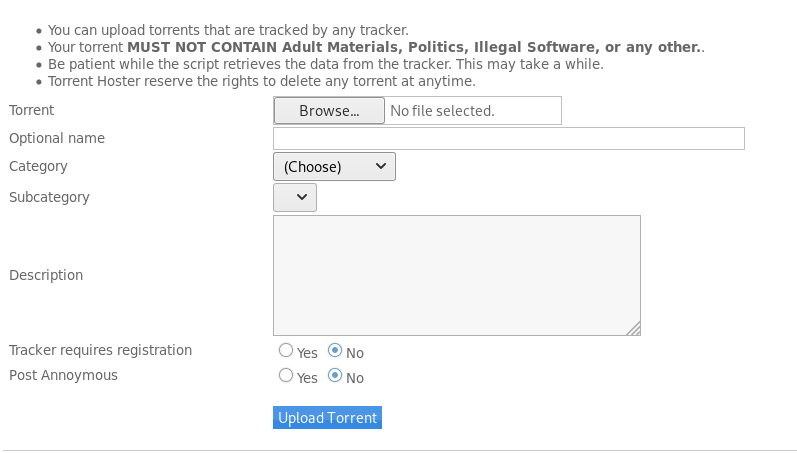 You can upload torrents that are tracked by any tracker.
Your torrent MUST NOT CONTAIN Adult Materials, Politics, Illegal Software, or any other..
Be patient while the script retrieves the data from the tracker. This may take a while.
Torrent Hoster reserve the rights to delete any torrent at anytime.
Torrent Browse... No file selected.
Optional name
Category (Choose)
Subcategory
Description
Tracker requires registration Yes No
Post Annoymous Yes No
Upload Torrent